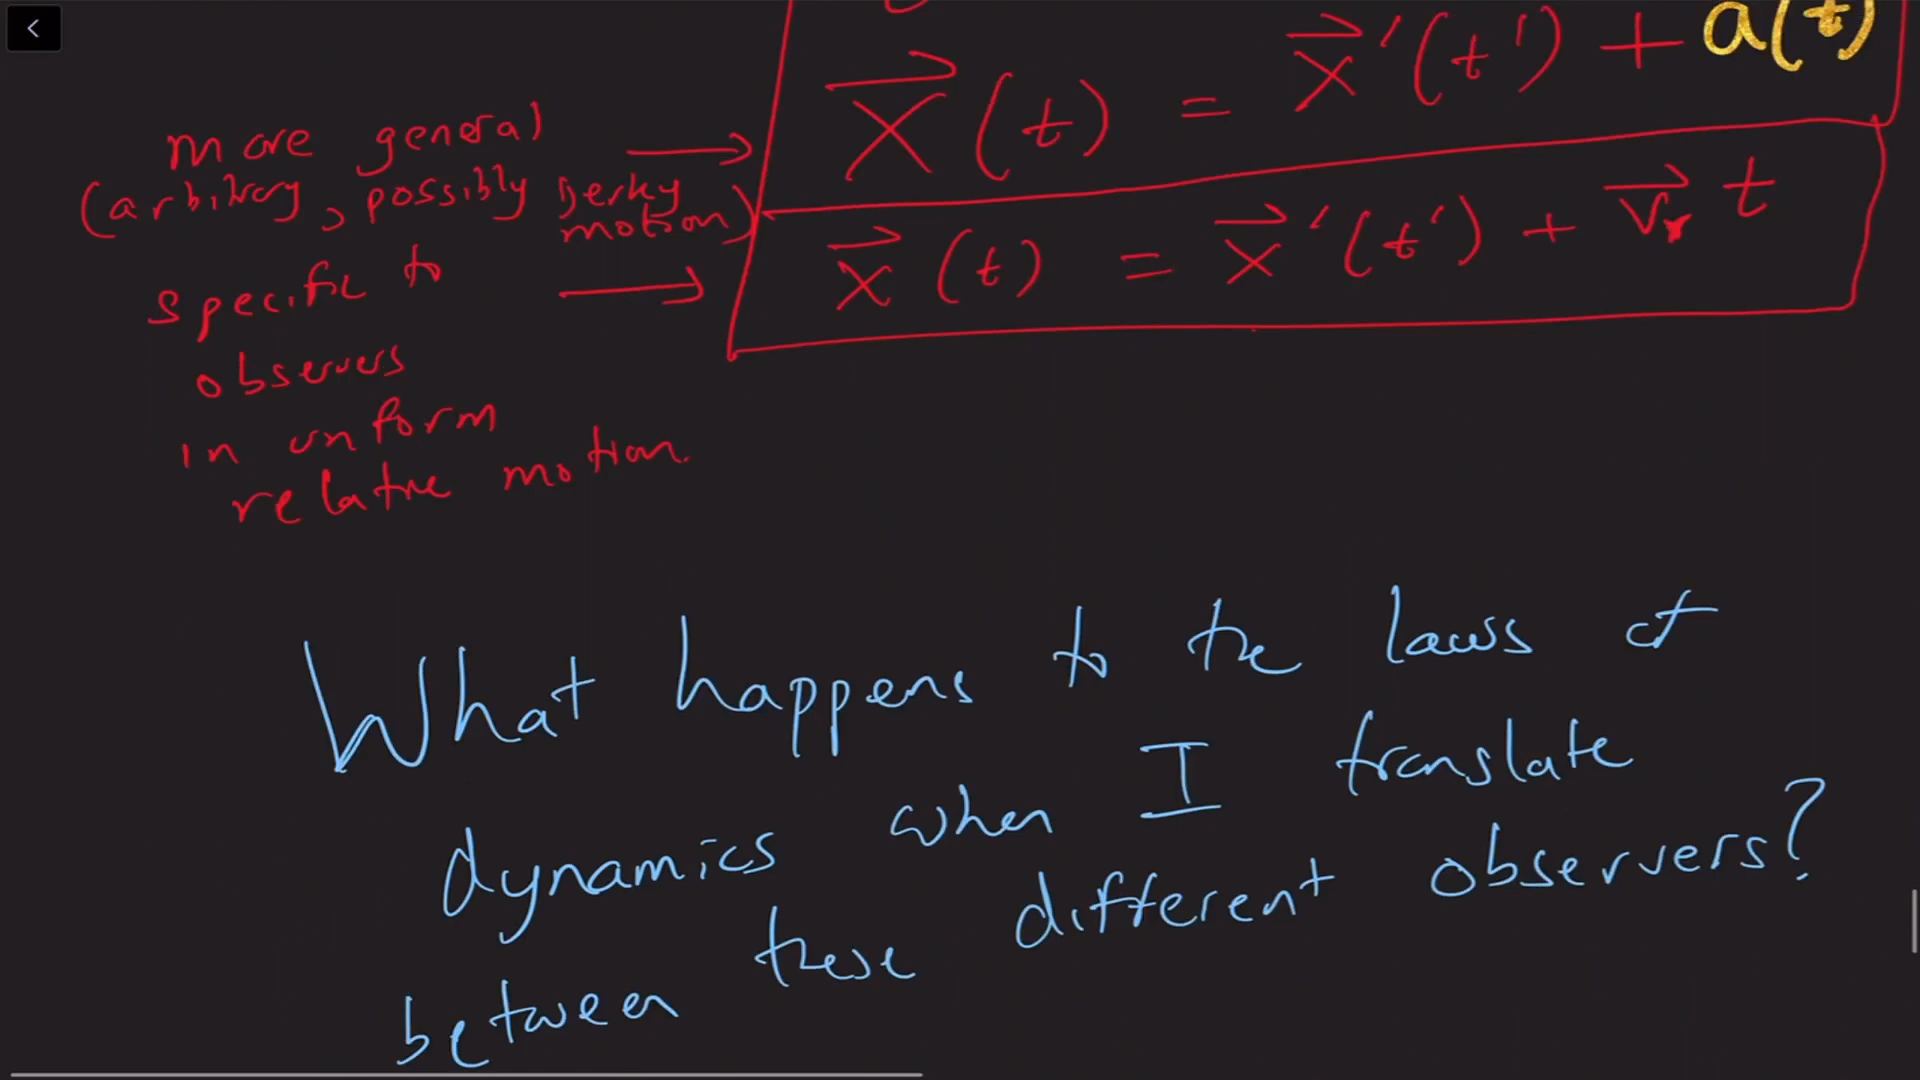 X⃗(t) = x⃗'(t') + a(t)
more general
(arbitrary, possibly jerky motion)
x⃗(t) = x⃗'(t') + v⃗ᵣ t
specific to
observers
in uniform
relative motion.
What happens to the laws of
dynamics when I translate
between these different observers?